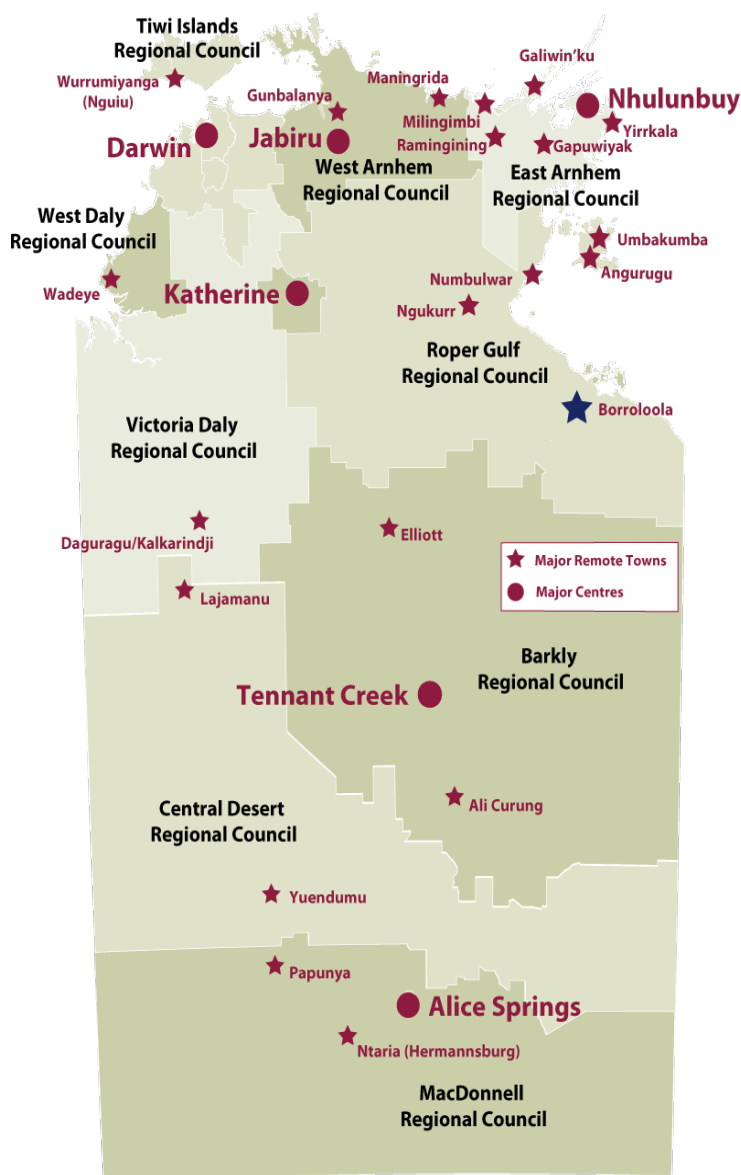 Tiwi Islands
Regional Council
Wurrumiyanga
(Nguiu)
Gunbalanya
Maningrida
Galiwin’ku
Milingimbi
Ramingining
Nhulunbuy
Yirrkala
Gapuwiyak
Darwin
Jabiru
West Arnhem
Regional Council
East Arnhem
Regional Council
West Daly
Regional Council
Wadeye
Katherine
Umbakumba
Angurugu
Numbulwar
Ngukurr
Roper Gulf
Regional Council
Borroloola
Victoria Daly
Regional Council
Daguragu/Kalkarindji
Elliott
Major Remote Towns
Major Centres
Lajamanu
Barkly
Regional Council
Tennant Creek
Ali Curung
Central Desert
Regional Council
Yuendumu
Papunya
Alice Springs
Ntaria (Hermannsburg)
MacDonnell
Regional Council